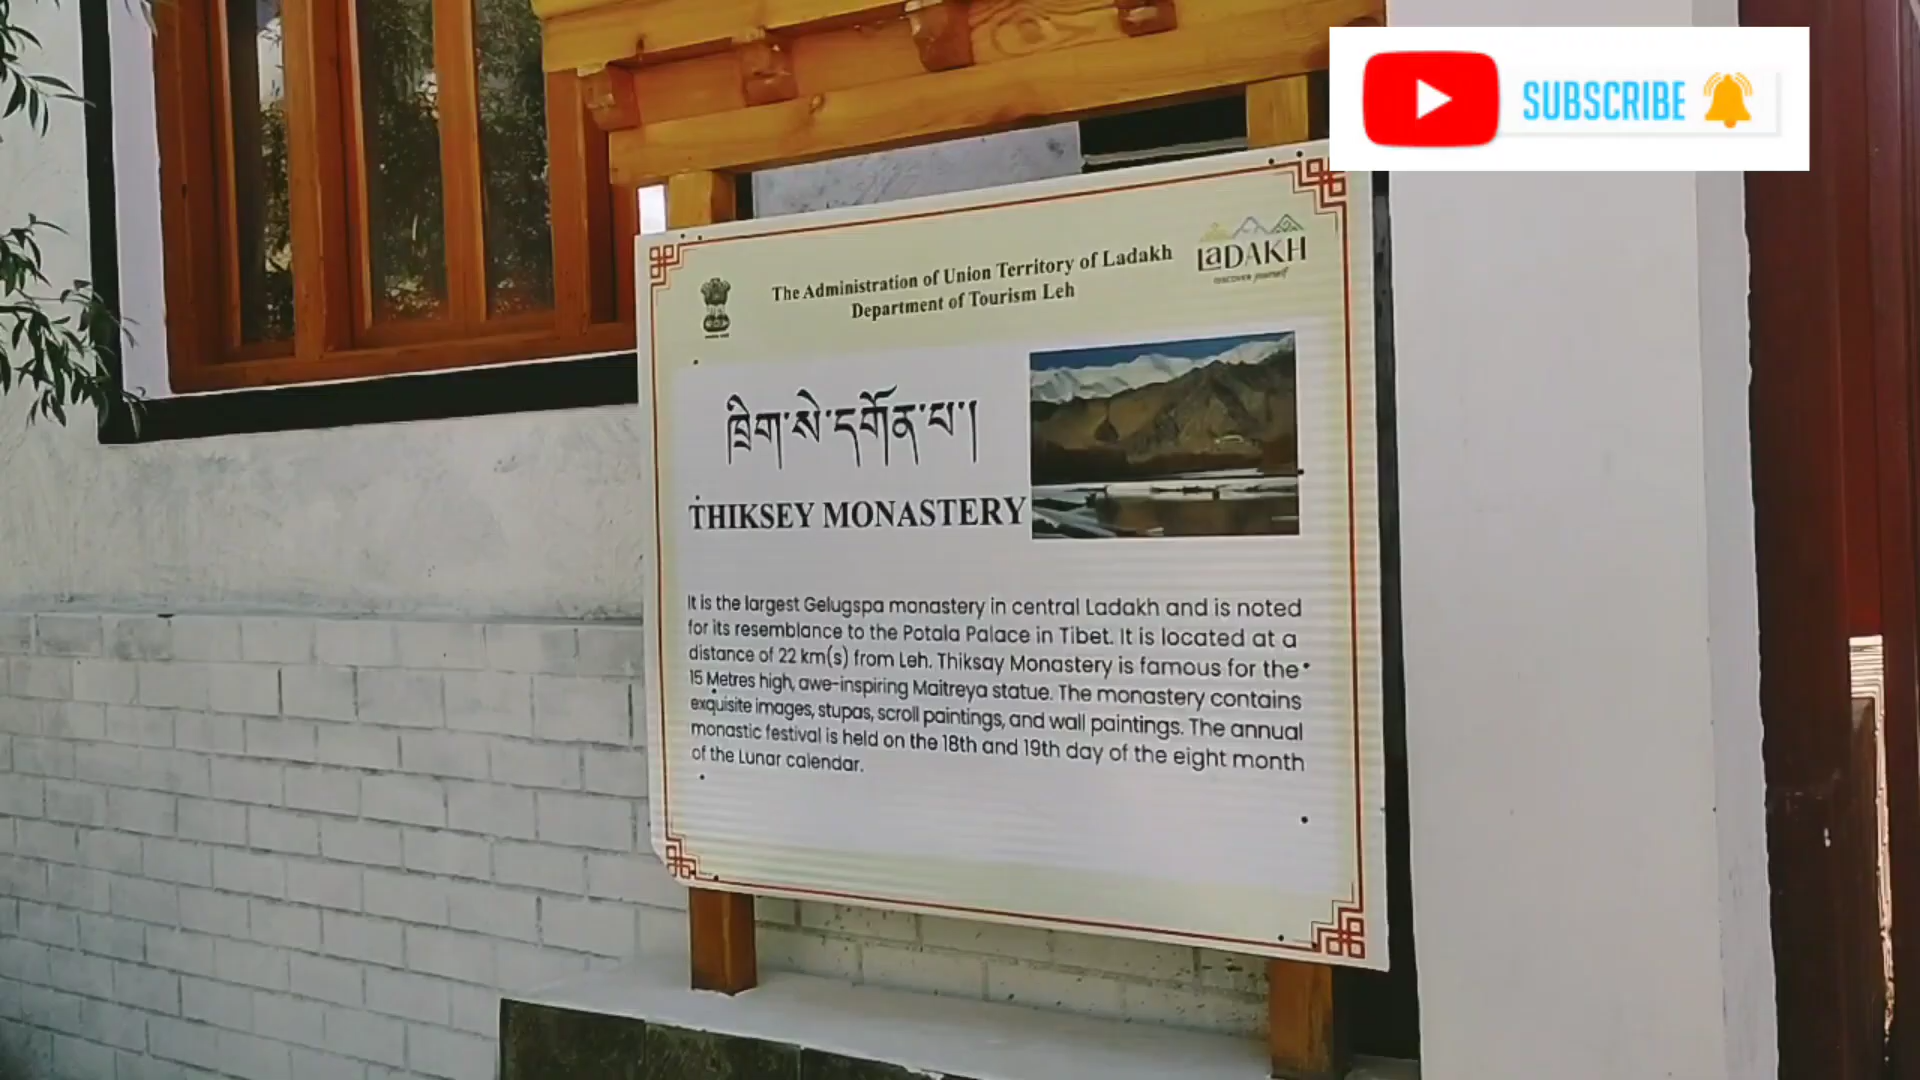 SUBSCRIBE
The Administration of Union Territory of Ladakh
Department of Tourism Leh
LaDAKH
DISCOVER yourself
ཁྲིག་སེ་དགོན་པ།
THIKSEY MONASTERY
It is the largest Gelugspa monastery in central Ladakh and is noted
for its resemblance to the Potala Palace in Tibet. It is located at a
distance of 22 km(s) from Leh. Thiksay Monastery is famous for the
15 Metres high, awe-inspiring Maitreya statue. The monastery contains
exquisite images, stupas, scroll paintings, and wall paintings. The annual
monastic festival is held on the 18th and 19th day of the eight month
of the Lunar calendar.